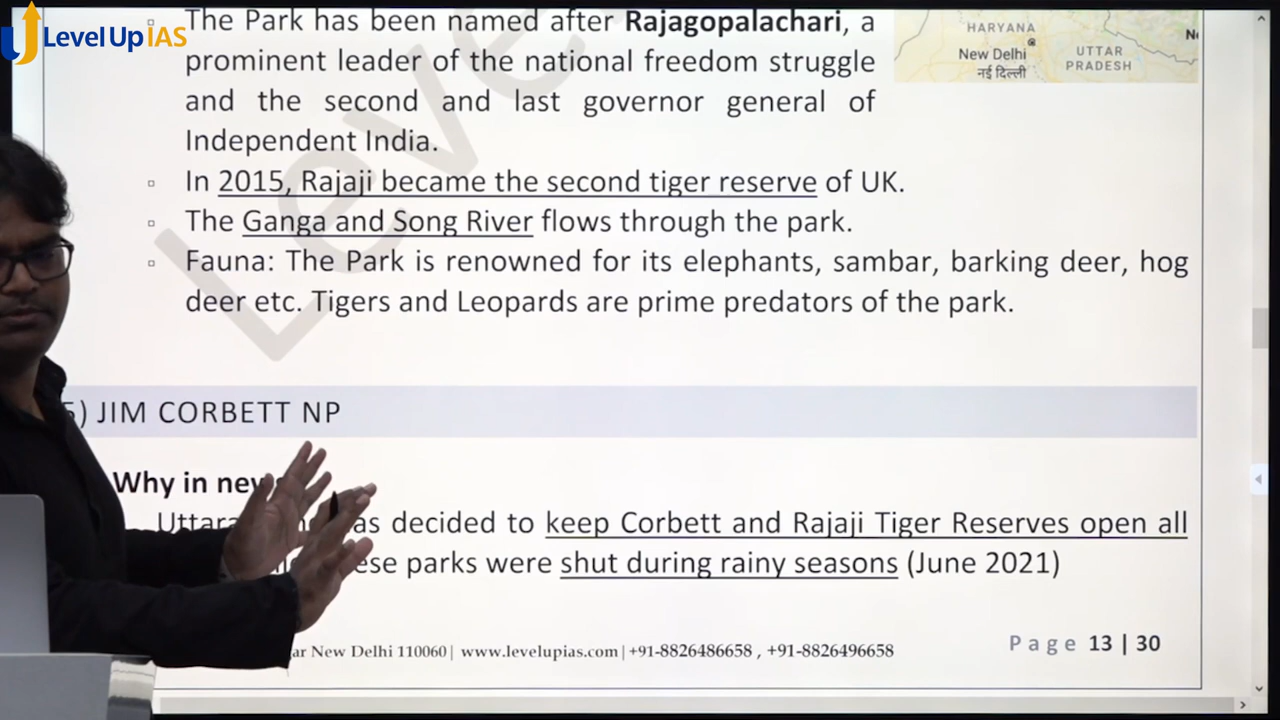 Level Up IAS
The Park has been named after Rajagopalachari, a
prominent leader of the national freedom struggle
and the second and last governor general of
Independent India.
HARYANA
New Delhi
नई दिल्ली
UTTAR
PRADESH
▫ In 2015, Rajaji became the second tiger reserve of UK.
▫ The Ganga and Song River flows through the park.
▫ Fauna: The Park is renowned for its elephants, sambar, barking deer, hog
deer etc. Tigers and Leopards are prime predators of the park.
) JIM CORBETT NP
Why in
decided to keep Corbett and Rajaji Tiger Reserves open all
parks were shut during rainy seasons (June 2021)
New Delhi 110060| www.levelupias.com|+91-8826486658 , +91-8826496658
Page 13 | 30